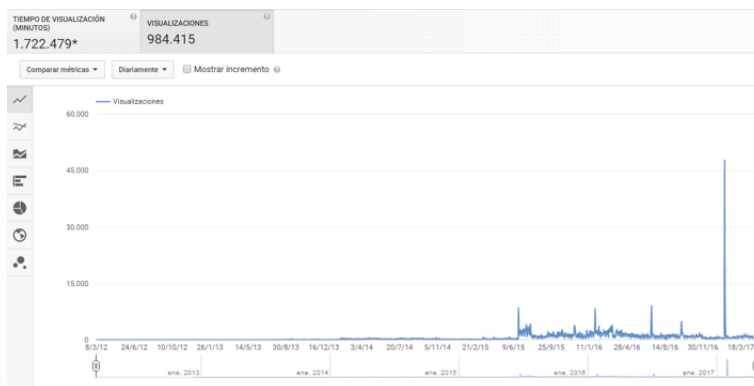 TIEMPO DE VISUALIZACIÓN
(MINUTOS)
1.722.479*
VISUALIZACIONES
984.415
Comparar métricas
Diariamente
Mostrar incremento
Visualizaciones
60.000
45.000
30.000
15.000
0
8/3/12 24/6/12 10/10/12 26/1/13 14/5/13 30/8/13 16/12/13 3/4/14 20/7/14 5/11/14 21/2/15 9/6/15 25/9/15 11/1/16 28/4/16 14/8/16 30/11/16 18/3/17
ene. 2013 ene. 2014 ene. 2015 ene. 2016 ene. 2017